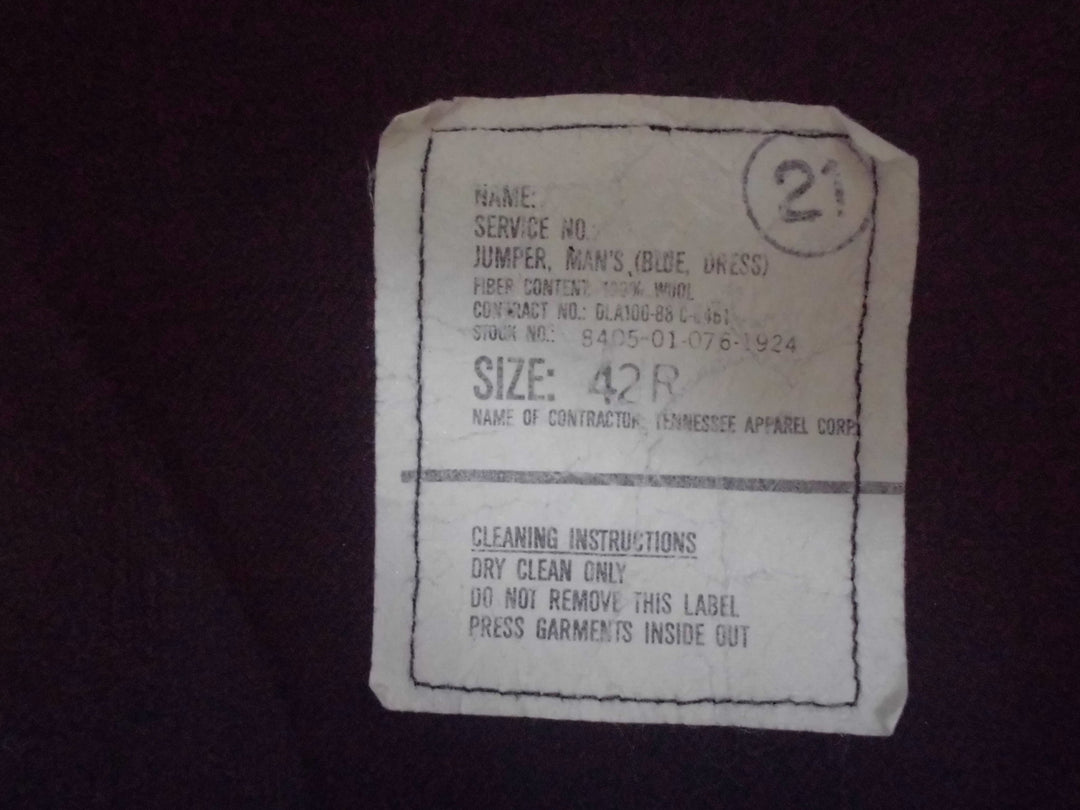 21
NAME:
SERVICE NO.
JUMPER, MAN'S, (BLUE, DRESS)
FIBER CONTENT 100% WOOL
CONTRACT NO.:
STOCK NO.: 8405-01-076-1924
SIZE: 42R
NAME OF CONTRACTOR, TENNESSEE APPAREL CORP.
CLEANING INSTRUCTIONS
DRY CLEAN ONLY
DO NOT REMOVE THIS LABEL
PRESS GARMENTS INSIDE OUT